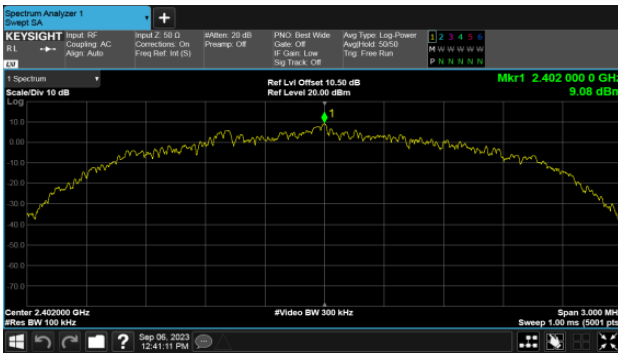 Spectrum Analyzer 1
Swept SA
KEYSIGHT Input: RF Input Z: 50 Ω #Atten: 20 dB PNO: Best Wide Avg Type: Log-Power 1 2 3 4 5 6
RL Coupling: AC Corrections: On Preamp: Off Gate: Off Avg|Hold: 50/50 M W W W W W
Align: Auto Freq Ref: Int (S) IF Gain: Low Trig: Free Run P N N N N N
LXI Sig Track: Off
1 Spectrum Ref Lvl Offset 10.50 dB Mkr1 2.402 000 0 GHz
Scale/Div 10 dB Ref Level 20.00 dBm 9.08 dBm
Log
1
10.0
0.00
-10.0
-20.0
-30.0
-40.0
-50.0
-60.0
-70.0
Center 2.402000 GHz #Video BW 300 kHz Span 3.000 MH
#Res BW 100 kHz Sweep 1.00 ms (5001 pts
? Sep 06, 2023
12:41:11 PM